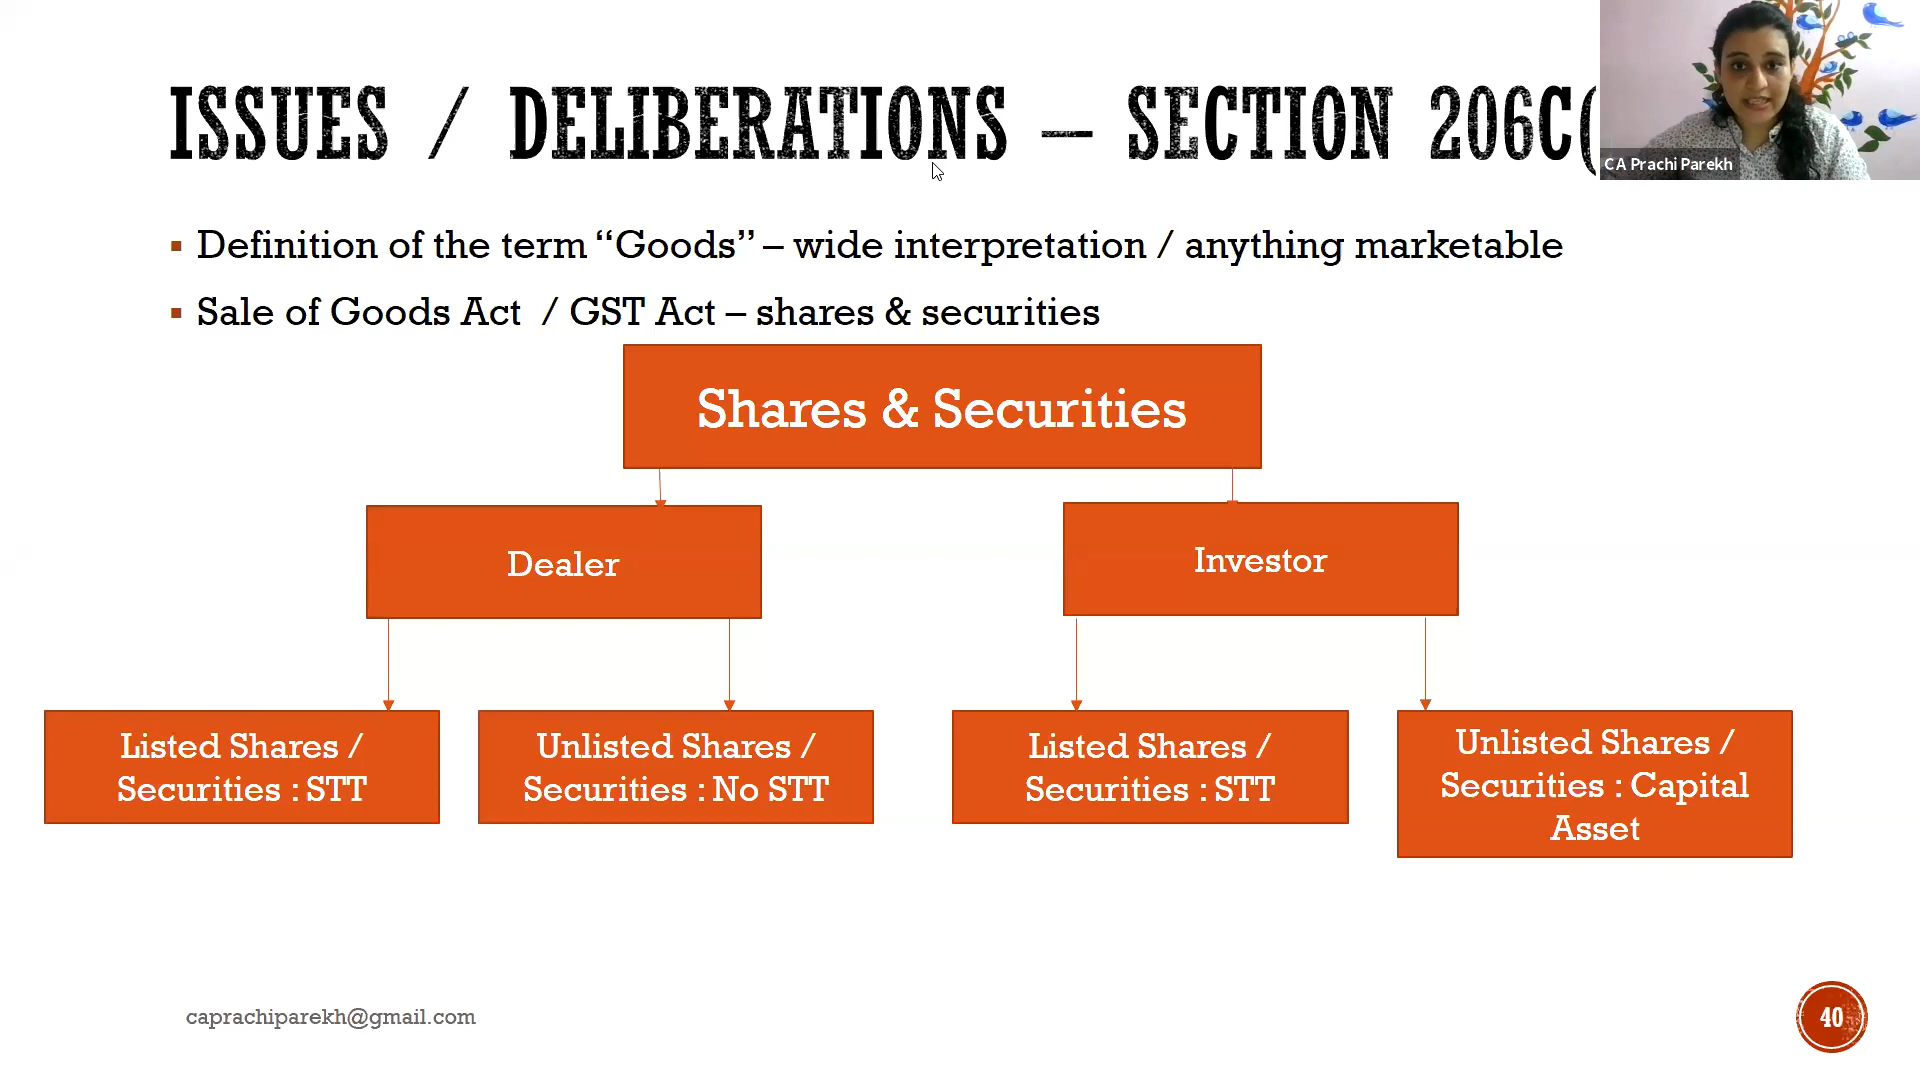 ISSUES / DELIBERATIONS – SECTION 206C(
CA Prachi Parekh
▪ Definition of the term “Goods” – wide interpretation / anything marketable
▪ Sale of Goods Act / GST Act – shares & securities
Shares & Securities
Dealer
Investor
Listed Shares /
Securities : STT
Unlisted Shares /
Securities : No STT
Listed Shares /
Securities : STT
Unlisted Shares /
Securities : Capital
Asset
caprachiparekh@gmail.com
40